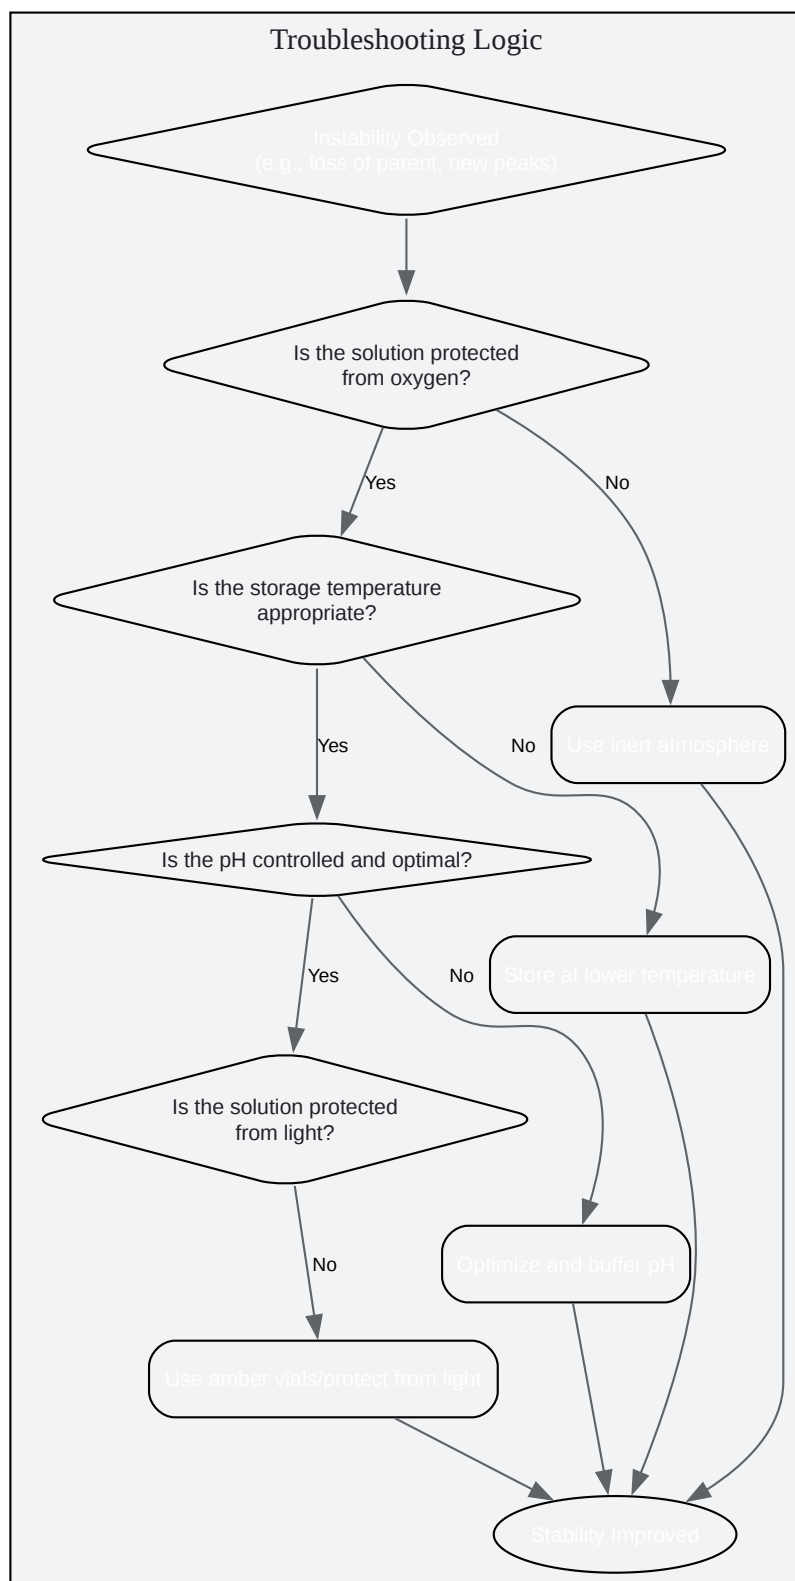 Troubleshooting Logic
Instability Observed
(e.g., loss of parent, new peaks)
Is the solution protected
from oxygen?
Yes
No
Is the storage temperature
appropriate?
Use inert atmosphere
Yes
No
Is the pH controlled and optimal?
Store at lower temperature
Yes
No
Is the solution protected
from light?
Optimize and buffer pH
No
Use amber vials/protect from light
Stability Improved